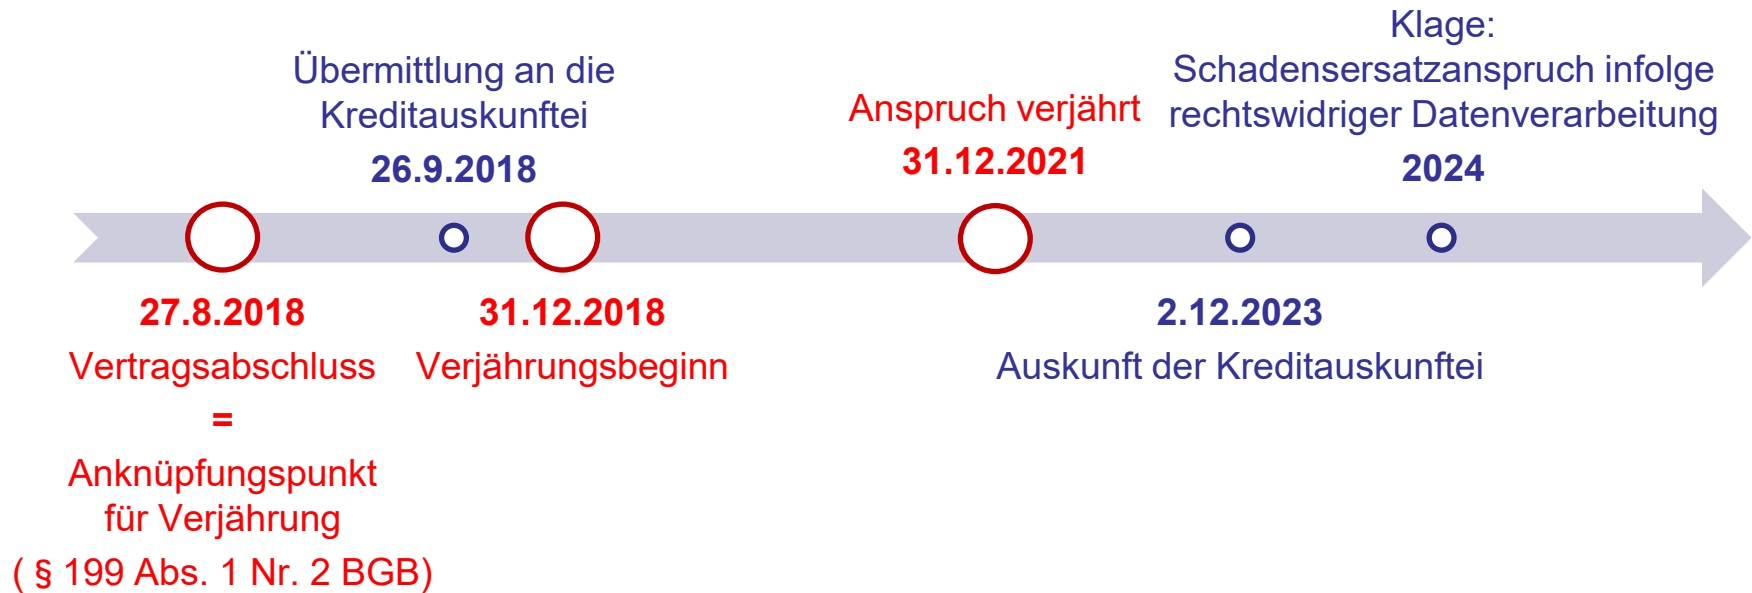 Übermittlung an die
Kreditauskunftei
26.9.2018
Anspruch verjährt
31.12.2021
Klage:
Schadensersatzanspruch infolge
rechtswidriger Datenverarbeitung
2024
27.8.2018
Vertragsabschluss
=
Anknüpfungspunkt
für Verjährung
( § 199 Abs. 1 Nr. 2 BGB)
31.12.2018
Verjährungsbeginn
2.12.2023
Auskunft der Kreditauskunftei